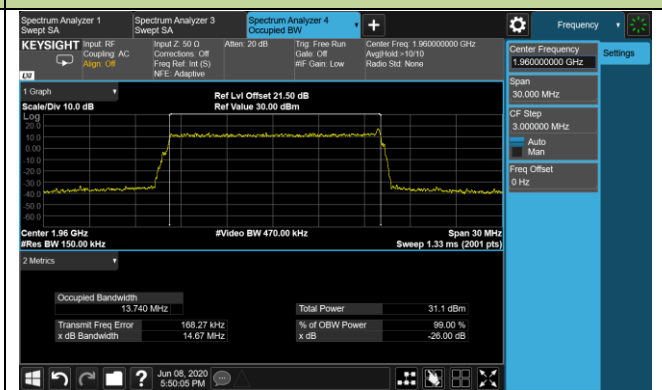 Spectrum Analyzer 1
Swept SA
Spectrum Analyzer 3
Swept SA
Spectrum Analyzer 4
Occupied BW
+
Frequency
KEYSIGHT
Input: RF
Coupling: AC
Align: Off
Input Z: 50 Ω
Corrections: Off
Freq Ref: Int (S)
NFE: Adaptive
Atten: 20 dB
Trig: Free Run
Gate: Off
#IF Gain: Low
Center Freq: 1.960000000 GHz
Avg|Hold:>10/10
Radio Std: None
LXI
Center Frequency
1.960000000 GHz
Settings
Span
30.000 MHz
CF Step
3.000000 MHz
Auto
Man
Freq Offset
0 Hz
1 Graph
Scale/Div 10.0 dB
Ref Lvl Offset 21.50 dB
Ref Value 30.00 dBm
Log
20.0
10.0
0.00
-10.0
-20.0
-30.0
-40.0
-50.0
-60.0
Center 1.96 GHz
#Res BW 150.00 kHz
#Video BW 470.00 kHz
Span 30 MHz
Sweep 1.33 ms (2001 pts)
2 Metrics
Occupied Bandwidth
13.740 MHz
Total Power 31.1 dBm
Transmit Freq Error 168.27 kHz
% of OBW Power 99.00 %
x dB Bandwidth 14.67 MHz
x dB -26.00 dB
?
Jun 08, 2020
5:50:05 PM